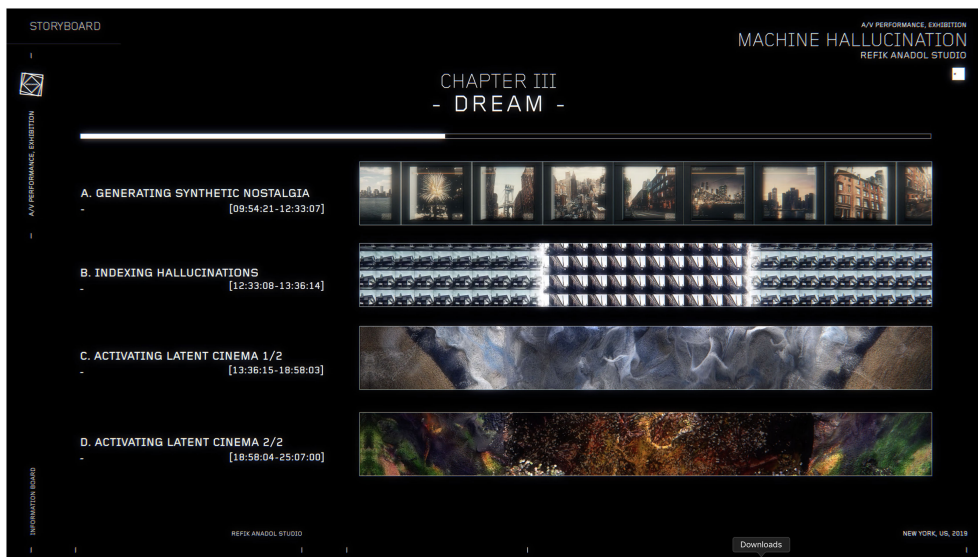 STORYBOARD
A/V PERFORMANCE, EXHIBITION
MACHINE HALLUCINATION
REFIK ANADOL STUDIO
CHAPTER III
- DREAM -
A/V PERFORMANCE, EXHIBITION
A. GENERATING SYNTHETIC NOSTALGIA
- [09:54:21-12:33:07]
B. INDEXING HALLUCINATIONS
- [12:33:08-13:36:14]
C. ACTIVATING LATENT CINEMA 1/2
- [13:36:15-18:58:03]
D. ACTIVATING LATENT CINEMA 2/2
- [18:58:04-25:07:00]
INFORMATION BOARD
REFIK ANADOL STUDIO
NEW YORK, US, 2019
Downloads